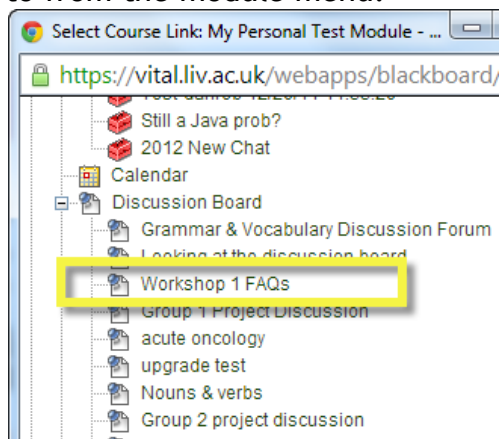 to from the module menu.
Select Course Link: My Personal Test Module - ...
https://vital.liv.ac.uk/webapps/blackboard/
Still a Java prob?
2012 New Chat
Calendar
Discussion Board
Grammar & Vocabulary Discussion Forum
Looking at the discussion board
Workshop 1 FAQs
Group 1 Project Discussion
acute oncology
upgrade test
Nouns & verbs
Group 2 project discussion